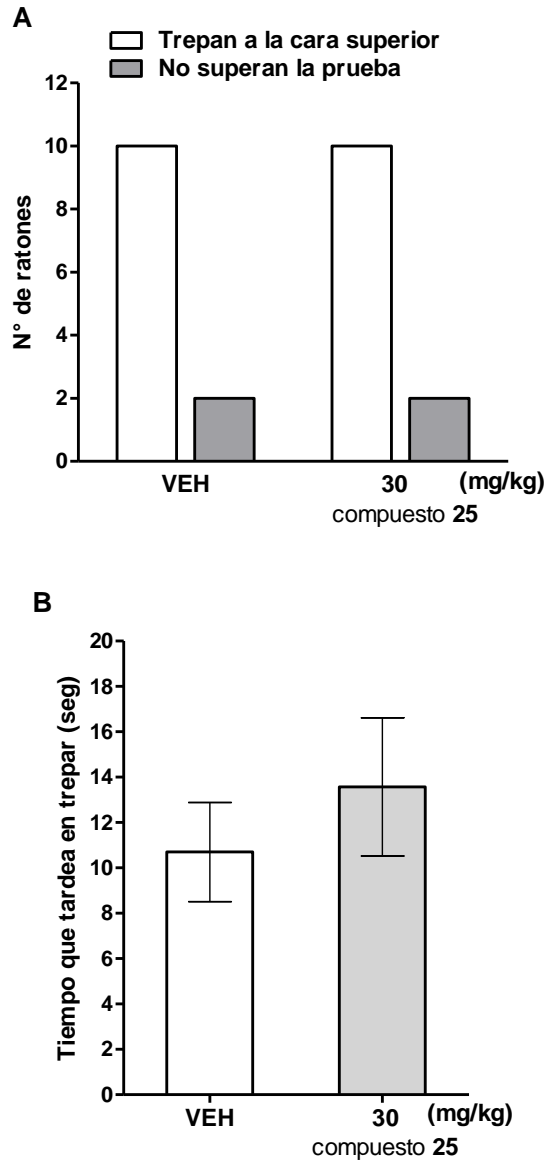 A
Trepan a la cara superior
No superan la prueba
12
10
8
6
4
2
0
N° de ratones
VEH
30 (mg/kg)
compuesto 25
B
20
18
16
14
12
10
8
6
4
2
0
Tiempo que tardea en trepar (seg)
VEH
30 (mg/kg)
compuesto 25